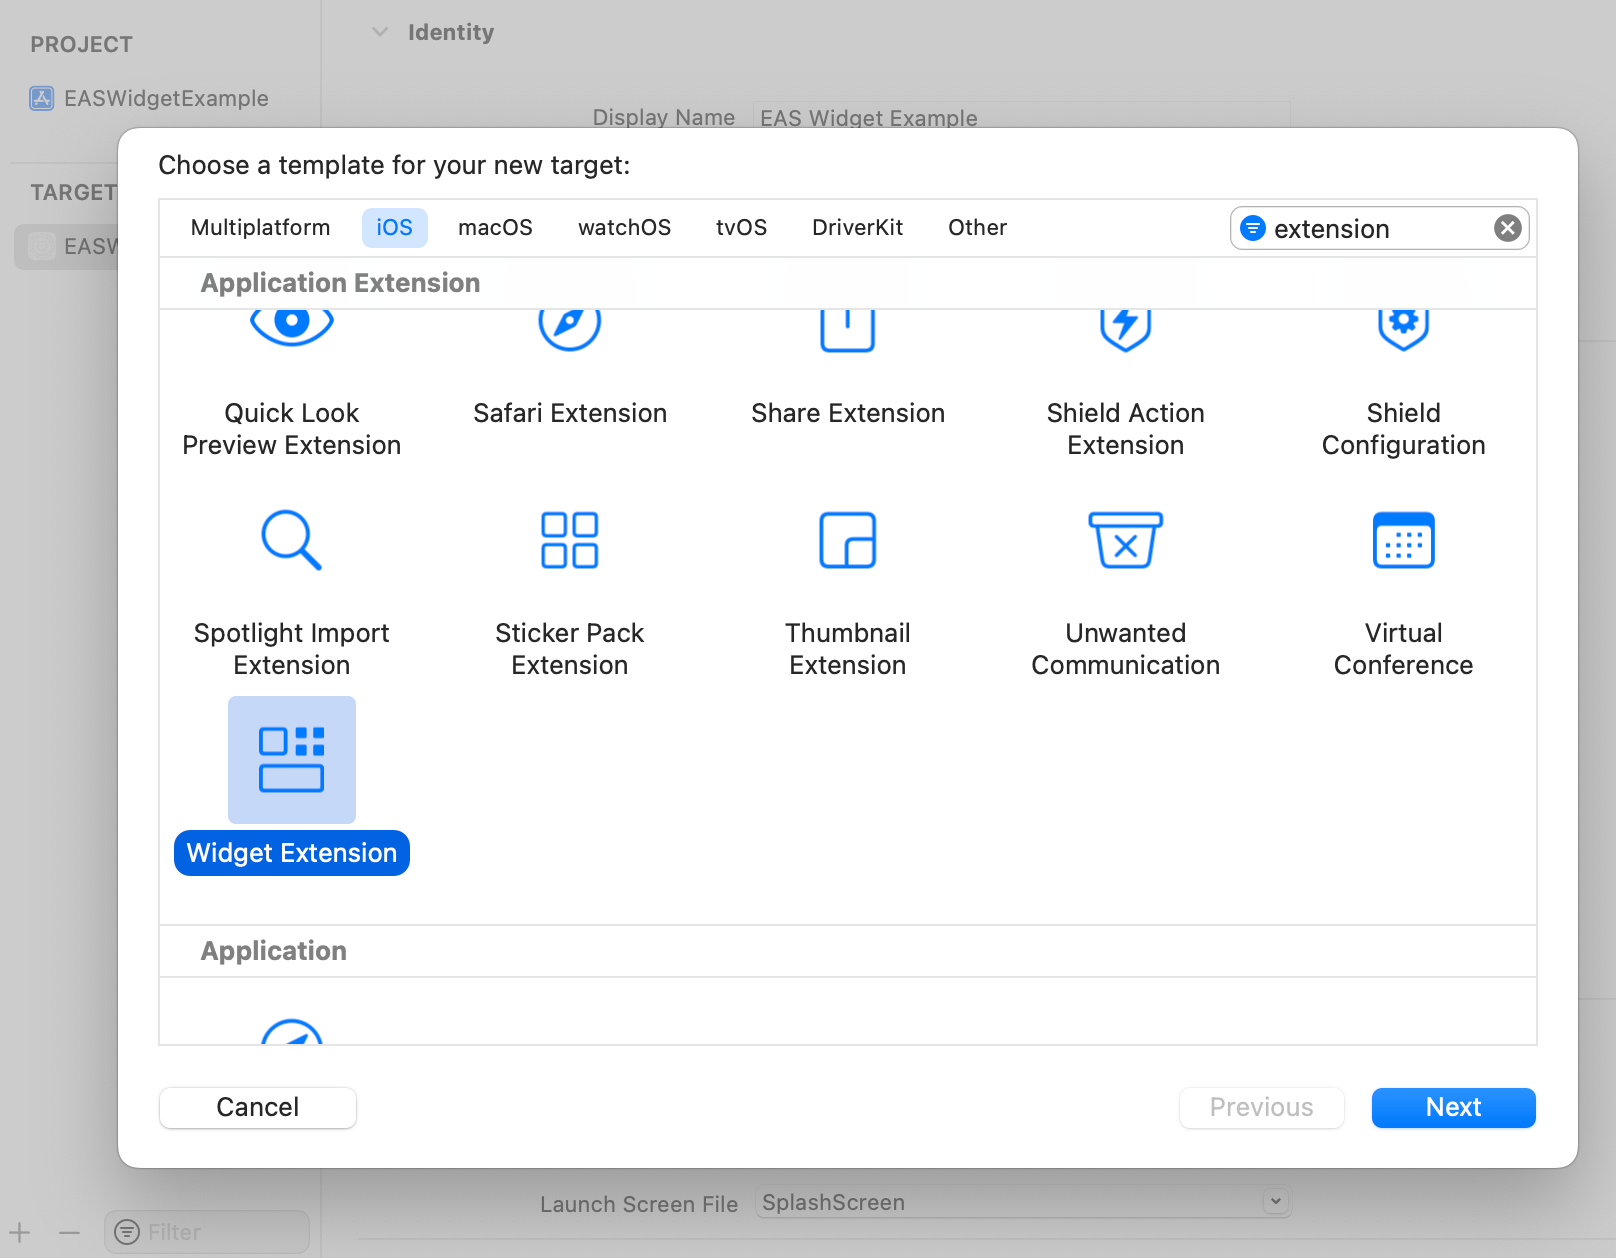 PROJECT
EASWidgetExample
Identity
Display Name
EAS Widget Example
TARGET
EASW
Choose a template for your new target:
Multiplatform iOS macOS watchOS tvOS DriverKit Other
extension
Application Extension
Quick Look
Preview Extension
Safari Extension
Share Extension
Shield Action
Extension
Shield
Configuration
Spotlight Import
Extension
Sticker Pack
Extension
Thumbnail
Extension
Unwanted
Communication
Virtual
Conference
Widget Extension
Application
Cancel
Previous
Next
Launch Screen File
SplashScreen
Filter